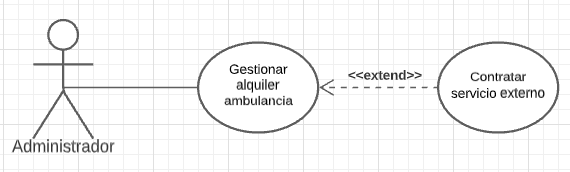 Administrador
Gestionar
alquiler
ambulancia
<<extend>>
Contratar
servicio externo